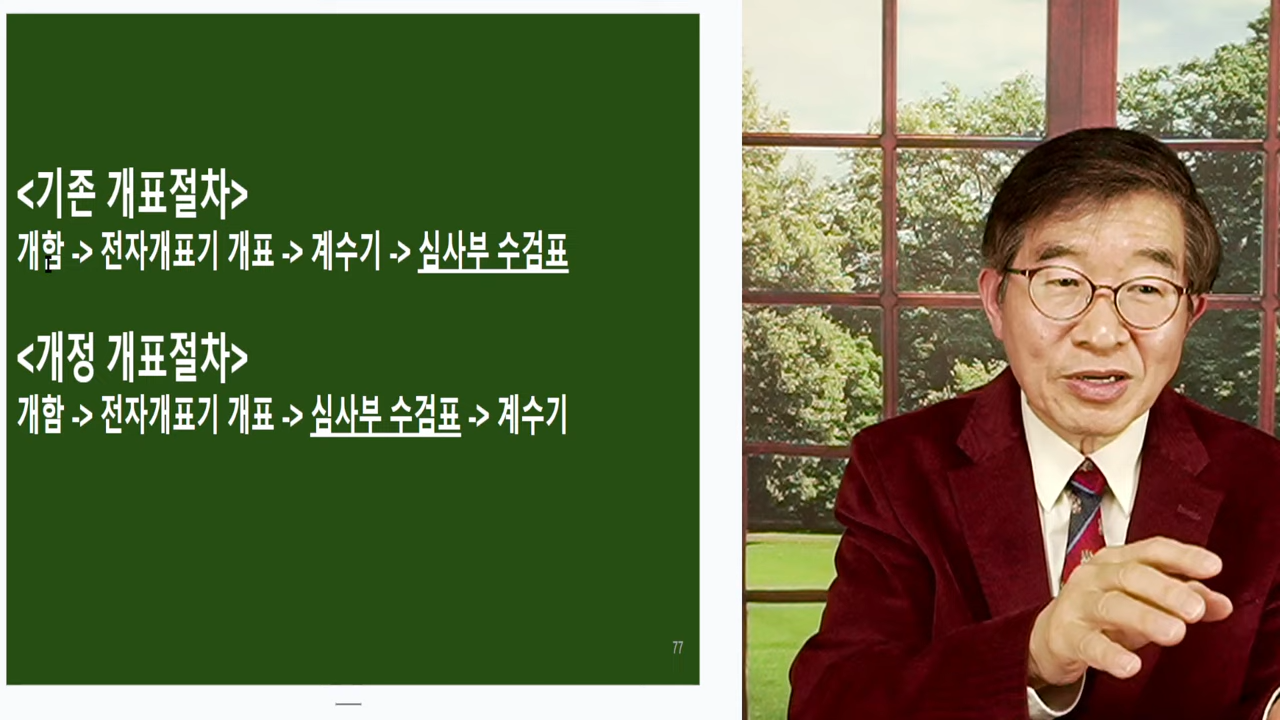 <기존 개표절차>
개함 -> 전자개표기 개표 -> 계수기 -> 심사부 수검표
<개정 개표절차>
개함 -> 전자개표기 개표 -> 심사부 수검표 -> 계수기
77